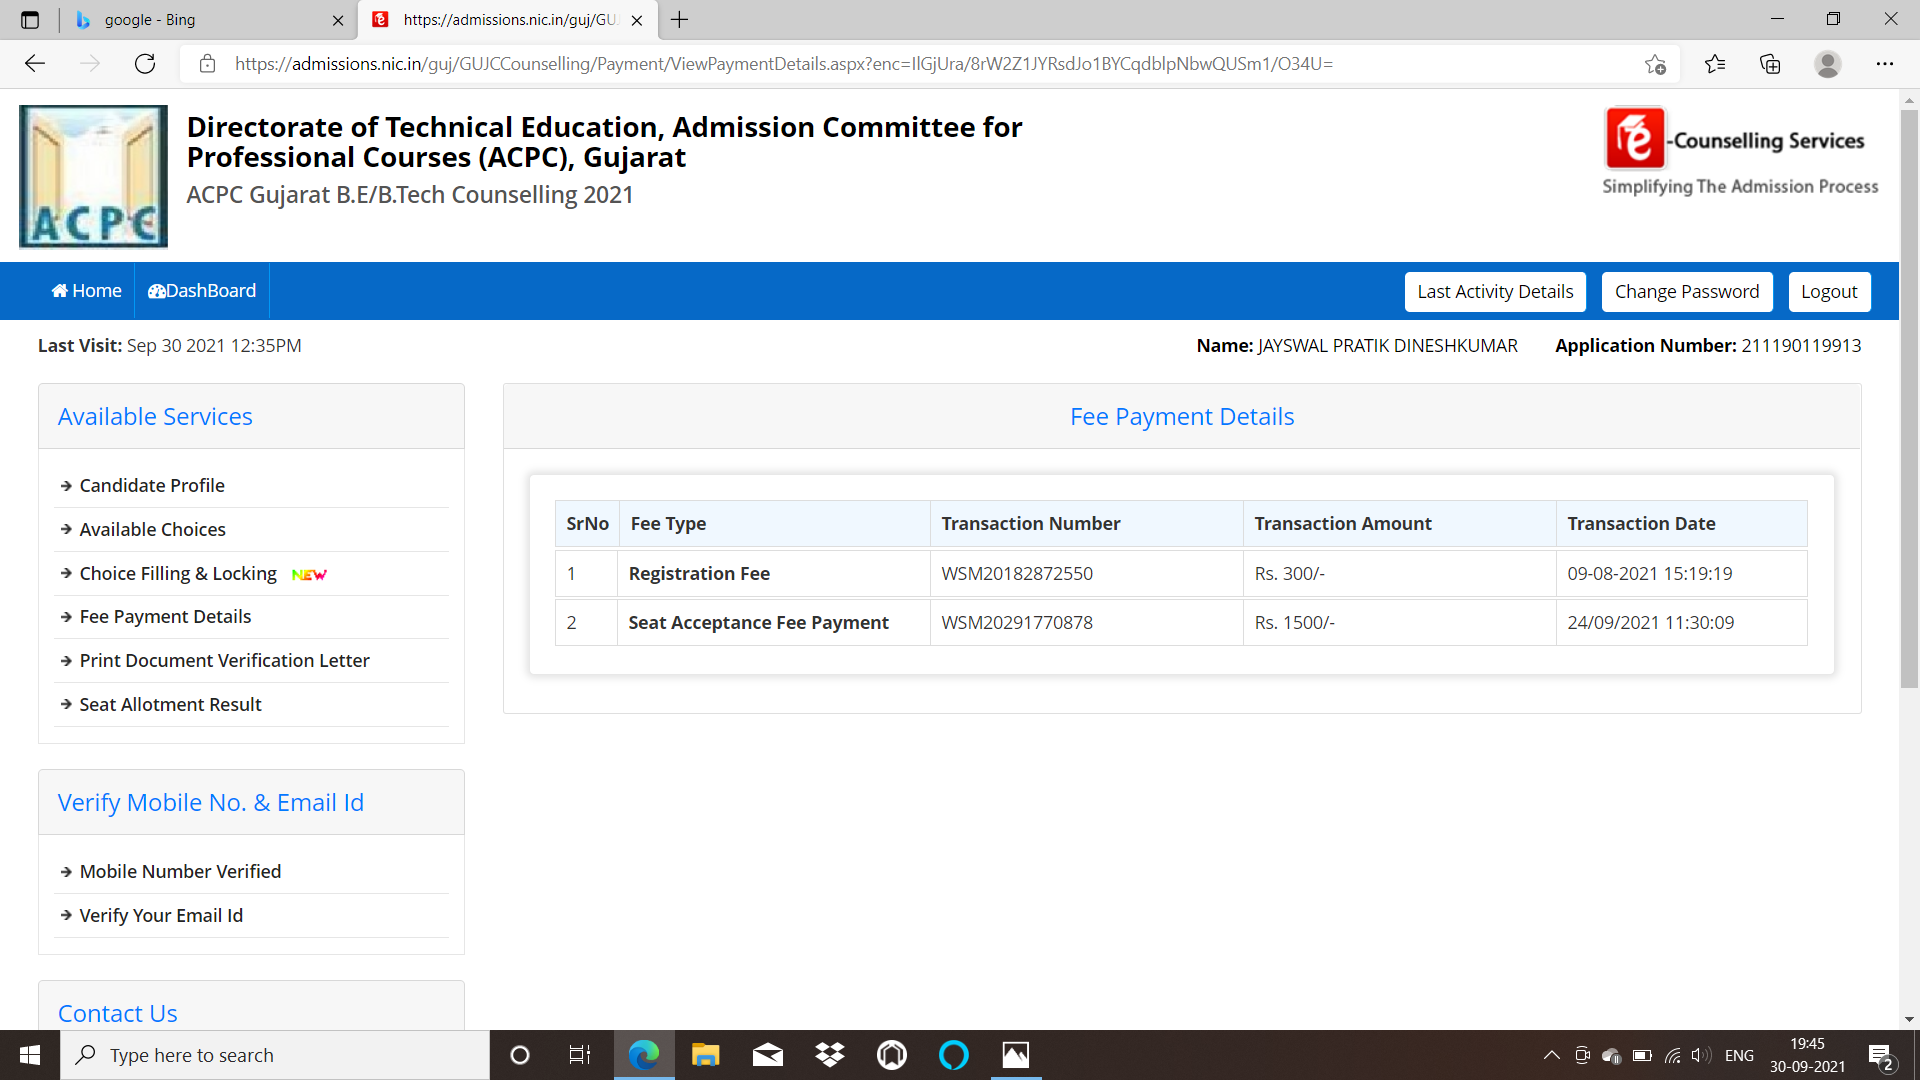 google - Bing
https://admissions.nic.in/guj/GU
https://admissions.nic.in/guj/GUJCCounselling/Payment/ViewPaymentDetails.aspx?enc=IlGjUra/8rW2Z1JYRsdJo1BYCqdblpNbwQUSm1/O34U=
ACPC
Directorate of Technical Education, Admission Committee for
Professional Courses (ACPC), Gujarat
ACPC Gujarat B.E/B.Tech Counselling 2021
e-Counselling Services
Simplifying The Admission Process
Home DashBoard Last Activity Details Change Password Logout
Last Visit: Sep 30 2021 12:35PM Name: JAYSWAL PRATIK DINESHKUMAR Application Number: 211190119913
Available Services
Candidate Profile
Available Choices
Choice Filling & Locking NEW
Fee Payment Details
Print Document Verification Letter
Seat Allotment Result
Fee Payment Details
SrNo Fee Type Transaction Number Transaction Amount Transaction Date
1 Registration Fee WSM20182872550 Rs. 300/- 09-08-2021 15:19:19
2 Seat Acceptance Fee Payment WSM20291770878 Rs. 1500/- 24/09/2021 11:30:09
Verify Mobile No. & Email Id
Mobile Number Verified
Verify Your Email Id
Contact Us
Type here to search
ENG
19:45
30-09-2021
2